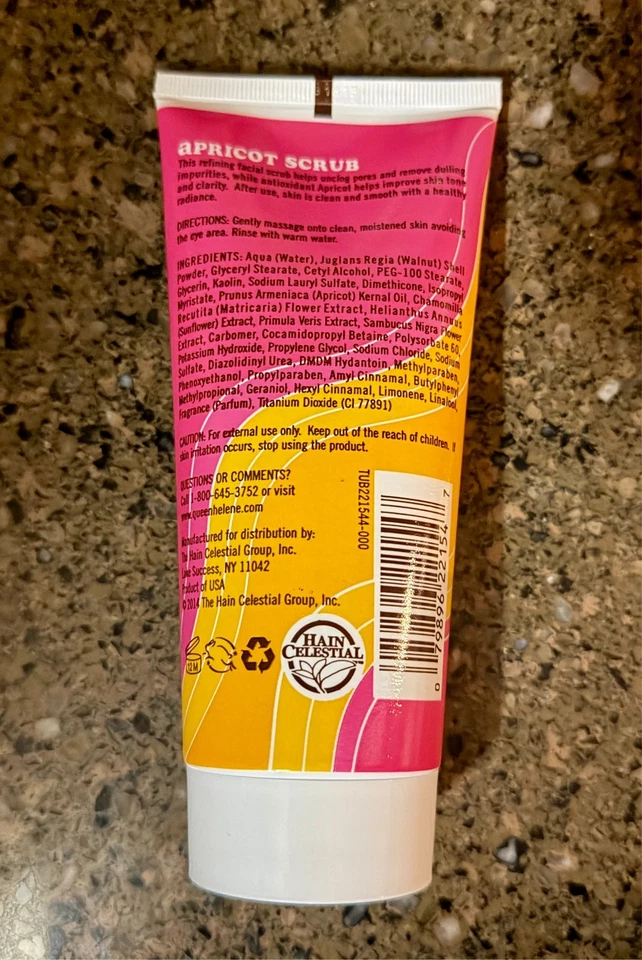 aPRICOT SCRUB
This refining facial scrub helps unclog pores and remove dulling
impurities, while antioxidant Apricot helps improve skin tone
and clarity. After use, skin is clean and smooth with a healthy
radiance.
DIRECTIONS: Gently massage onto clean, moistened skin avoiding
the eye area. Rinse with warm water.
INGREDIENTS: Aqua (Water), Juglans Regia (Walnut) Shell
Powder, Glyceryl Stearate, Cetyl Alcohol, PEG-100 Stearate,
Glycerin, Kaolin, Sodium Lauryl Sulfate, Dimethicone, Isopropyl
Myristate, Prunus Armeniaca (Apricot) Kernal Oil, Chamomilla
Recutita (Matricaria) Flower Extract, Helianthus Annuus
(Sunflower) Extract, Primula Veris Extract, Sambucus Nigra Flower
Extract, Carbomer, Cocamidopropyl Betaine, Polysorbate 60,
Potassium Hydroxide, Propylene Glycol, Sodium Chloride, Sodium
Sulfate, Diazolidinyl Urea, DMDM Hydantoin, Methylparaben,
Phenoxyethanol, Propylparaben, Amyl Cinnamal, Butylphenyl
Methylpropional, Geraniol, Hexyl Cinnamal, Limonene, Linalool,
Fragrance (Parfum), Titanium Dioxide (CI 77891)
CAUTION: For external use only. Keep out of the reach of children. If
skin irritation occurs, stop using the product.
QUESTIONS OR COMMENTS?
Call 1-800-645-3752 or visit
www.queenhelene.com
Manufactured for distribution by:
The Hain Celestial Group, Inc.
Lake Success, NY 11042
Product of USA
© 2014 The Hain Celestial Group, Inc.
TUB221544-000
0 79896 22154 7
12 M
HAIN
CELESTIAL